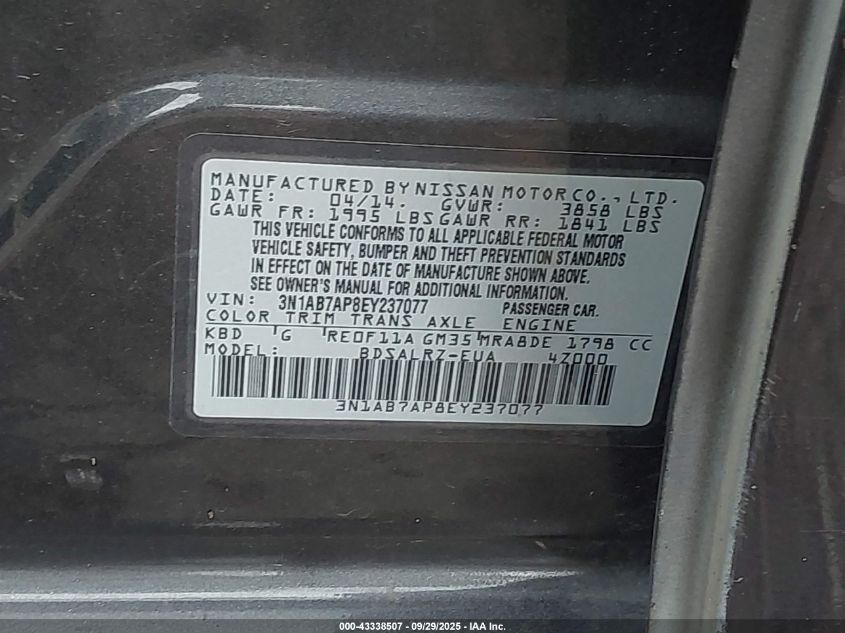 MANUFACTURED BY NISSAN MOTOR CO., LTD.
DATE: 04/14. GVWR: 3858 LBS
GAWR FR: 1995 LBS GAWR RR: 1841 LBS
THIS VEHICLE CONFORMS TO ALL APPLICABLE FEDERAL MOTOR
VEHICLE SAFETY, BUMPER AND THEFT PREVENTION STANDARDS
IN EFFECT ON THE DATE OF MANUFACTURE SHOWN ABOVE.
SEE OWNER'S MANUAL FOR ADDITIONAL INFORMATION.
VIN: 3N1AB7AP8EY237077 PASSENGER CAR.
COLOR TRIM TRANS AXLE ENGINE
KBD G RE0F11A GM35 MRA8DE 1798 CC
MODEL: BDSALRZ-EUA 4Z000
3N1AB7AP8EY237077
000-43338507 - 09/29/2025 - IAA Inc.